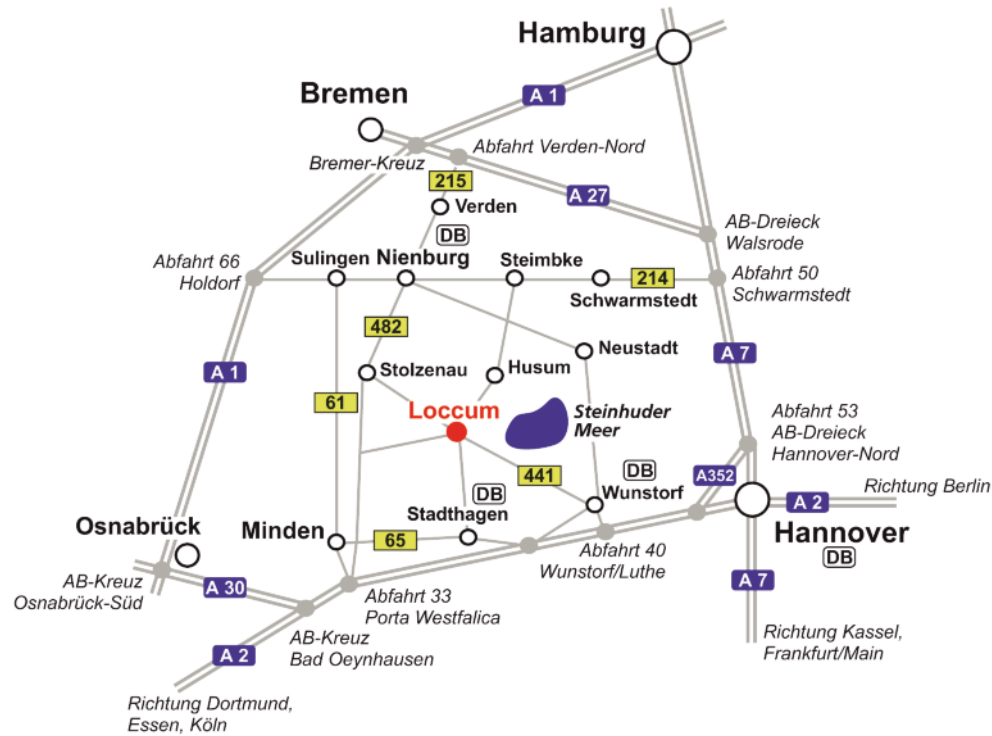 Hamburg
A 1
Bremen
Abfahrt Verden-Nord
Bremer-Kreuz
215
A 27
Verden
AB-Dreieck
Walsrode
DB
Abfahrt 66
Holdorf
Sulingen
Nienburg
Steimbke
214
Schwarmstedt
Abfahrt 50
Schwarmstedt
482
Neustadt
A 7
Stolzenau
Husum
A 1
61
Loccum
Steinhuder
Meer
Abfahrt 53
AB-Dreieck
Hannover-Nord
441
DB
A352
Richtung Berlin
DB
Wunstorf
A 2
Osnabrück
Minden
65
Stadthagen
Hannover
DB
Abfahrt 40
Wunstorf/Luthe
AB-Kreuz
Osnabrück-Süd
A 30
Abfahrt 33
Porta Westfalica
A 7
AB-Kreuz
Bad Oeynhausen
A 2
Richtung Kassel,
Frankfurt/Main
Richtung Dortmund,
Essen, Köln